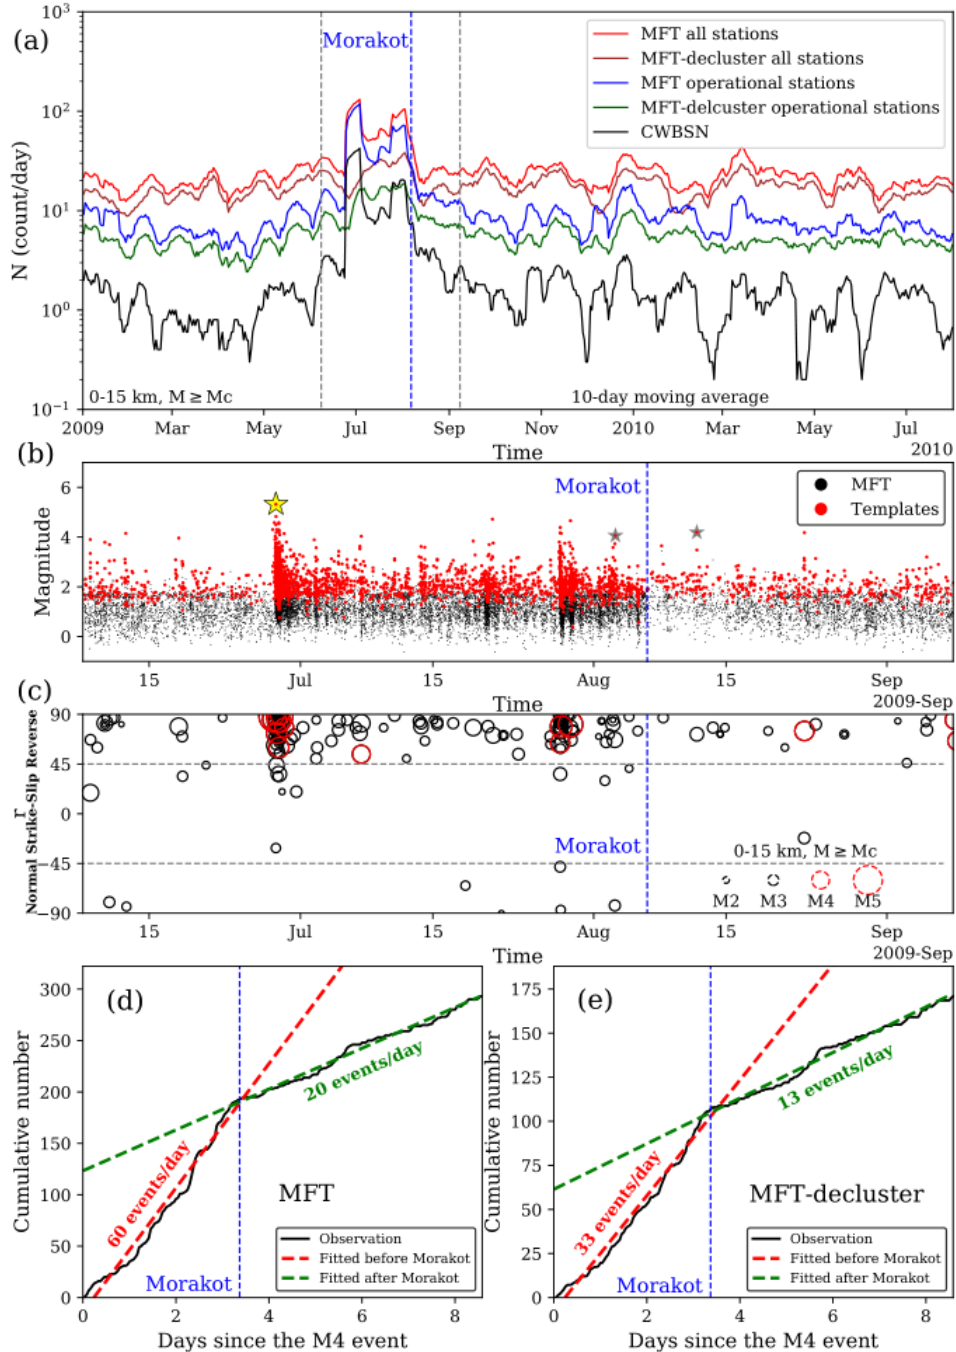 (a)
Morakot
MFT all stations
MFT-decluster all stations
MFT operational stations
MFT-delcuster operational stations
CWBSN
N (count/day)
10³
10²
10¹
10⁰
10⁻¹
0-15 km, M ≥ Mc
10-day moving average
2009 Mar May Jul Sep Nov 2010 Mar May Jul
Time
2010
(b)
Morakot
MFT
Templates
Magnitude
6
4
2
0
15 Jul 15 Aug 15 Sep
Time
2009-Sep
(c)
Normal Strike-Slip Reverse
r
90
45
0
−45
−90
Morakot
0-15 km, M ≥ Mc
M2 M3 M4 M5
15 Jul 15 Aug 15 Sep
Time
2009-Sep
(d)
Cumulative number
300
250
200
150
100
50
0
60 events/day
20 events/day
MFT
Observation
Fitted before Morakot
Fitted after Morakot
Morakot
0 2 4 6 8
Days since the M4 event
(e)
Cumulative number
175
150
125
100
75
50
25
0
33 events/day
13 events/day
MFT-decluster
Observation
Fitted before Morakot
Fitted after Morakot
Morakot
0 2 4 6 8
Days since the M4 event